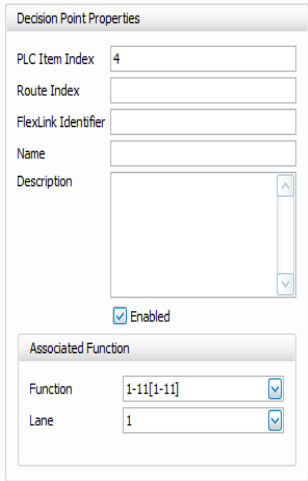 Decision Point Properties
PLC Item Index 4
Route Index
FlexLink Identifier
Name
Description
Enabled
Associated Function
Function 1-11[1-11]
Lane 1